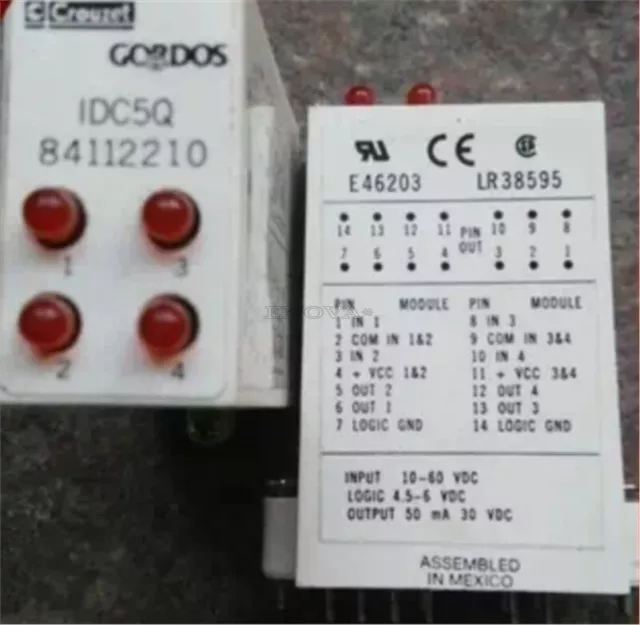 C Crouzet
GORDOS
IDC5Q
84112210
1 3
2 4
CE
E46203 LR38595
14 13 12 11 PIN 10 9 8
7 6 5 4 OUT 3 2 1
PIN MODULE PIN MODULE
1 IN 1 8 IN 3
2 COM IN 1&2 9 COM IN 3&4
3 IN 2 10 IN 4
4 + VCC 1&2 11 + VCC 3&4
5 OUT 2 12 OUT 4
6 OUT 1 13 OUT 3
7 LOGIC GND 14 LOGIC GND
INPUT 10-60 VDC
LOGIC 4.5-6 VDC
OUTPUT 50 mA 30 VDC
ASSEMBLED
IN MEXICO